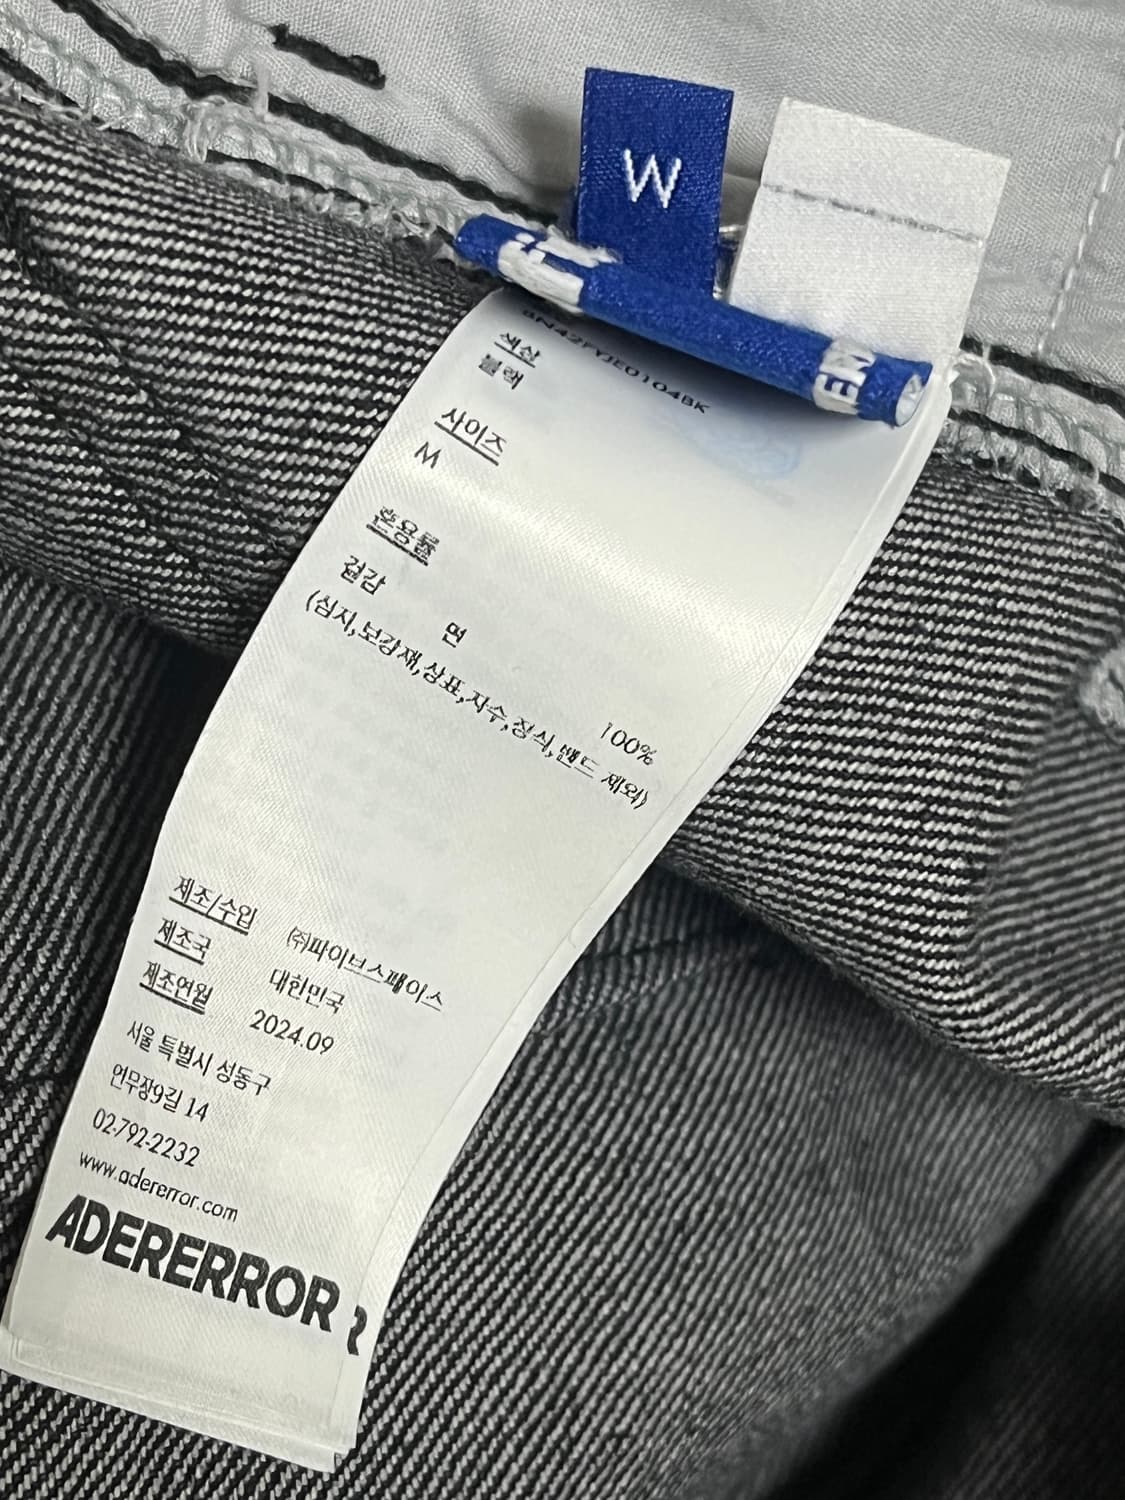 W
BN42FYJE0104BK
색상
블랙
사이즈
M
혼용률
겉감
면 100%
(심지,보강재,상표,자수,장식,밴드 제외)
제조/수입 ㈜파이브스페이스
제조국 대한민국
제조연월 2024.09
서울 특별시 성동구
연무장9길 14
02-792-2232
www.adererror.com
ADERERROR
R